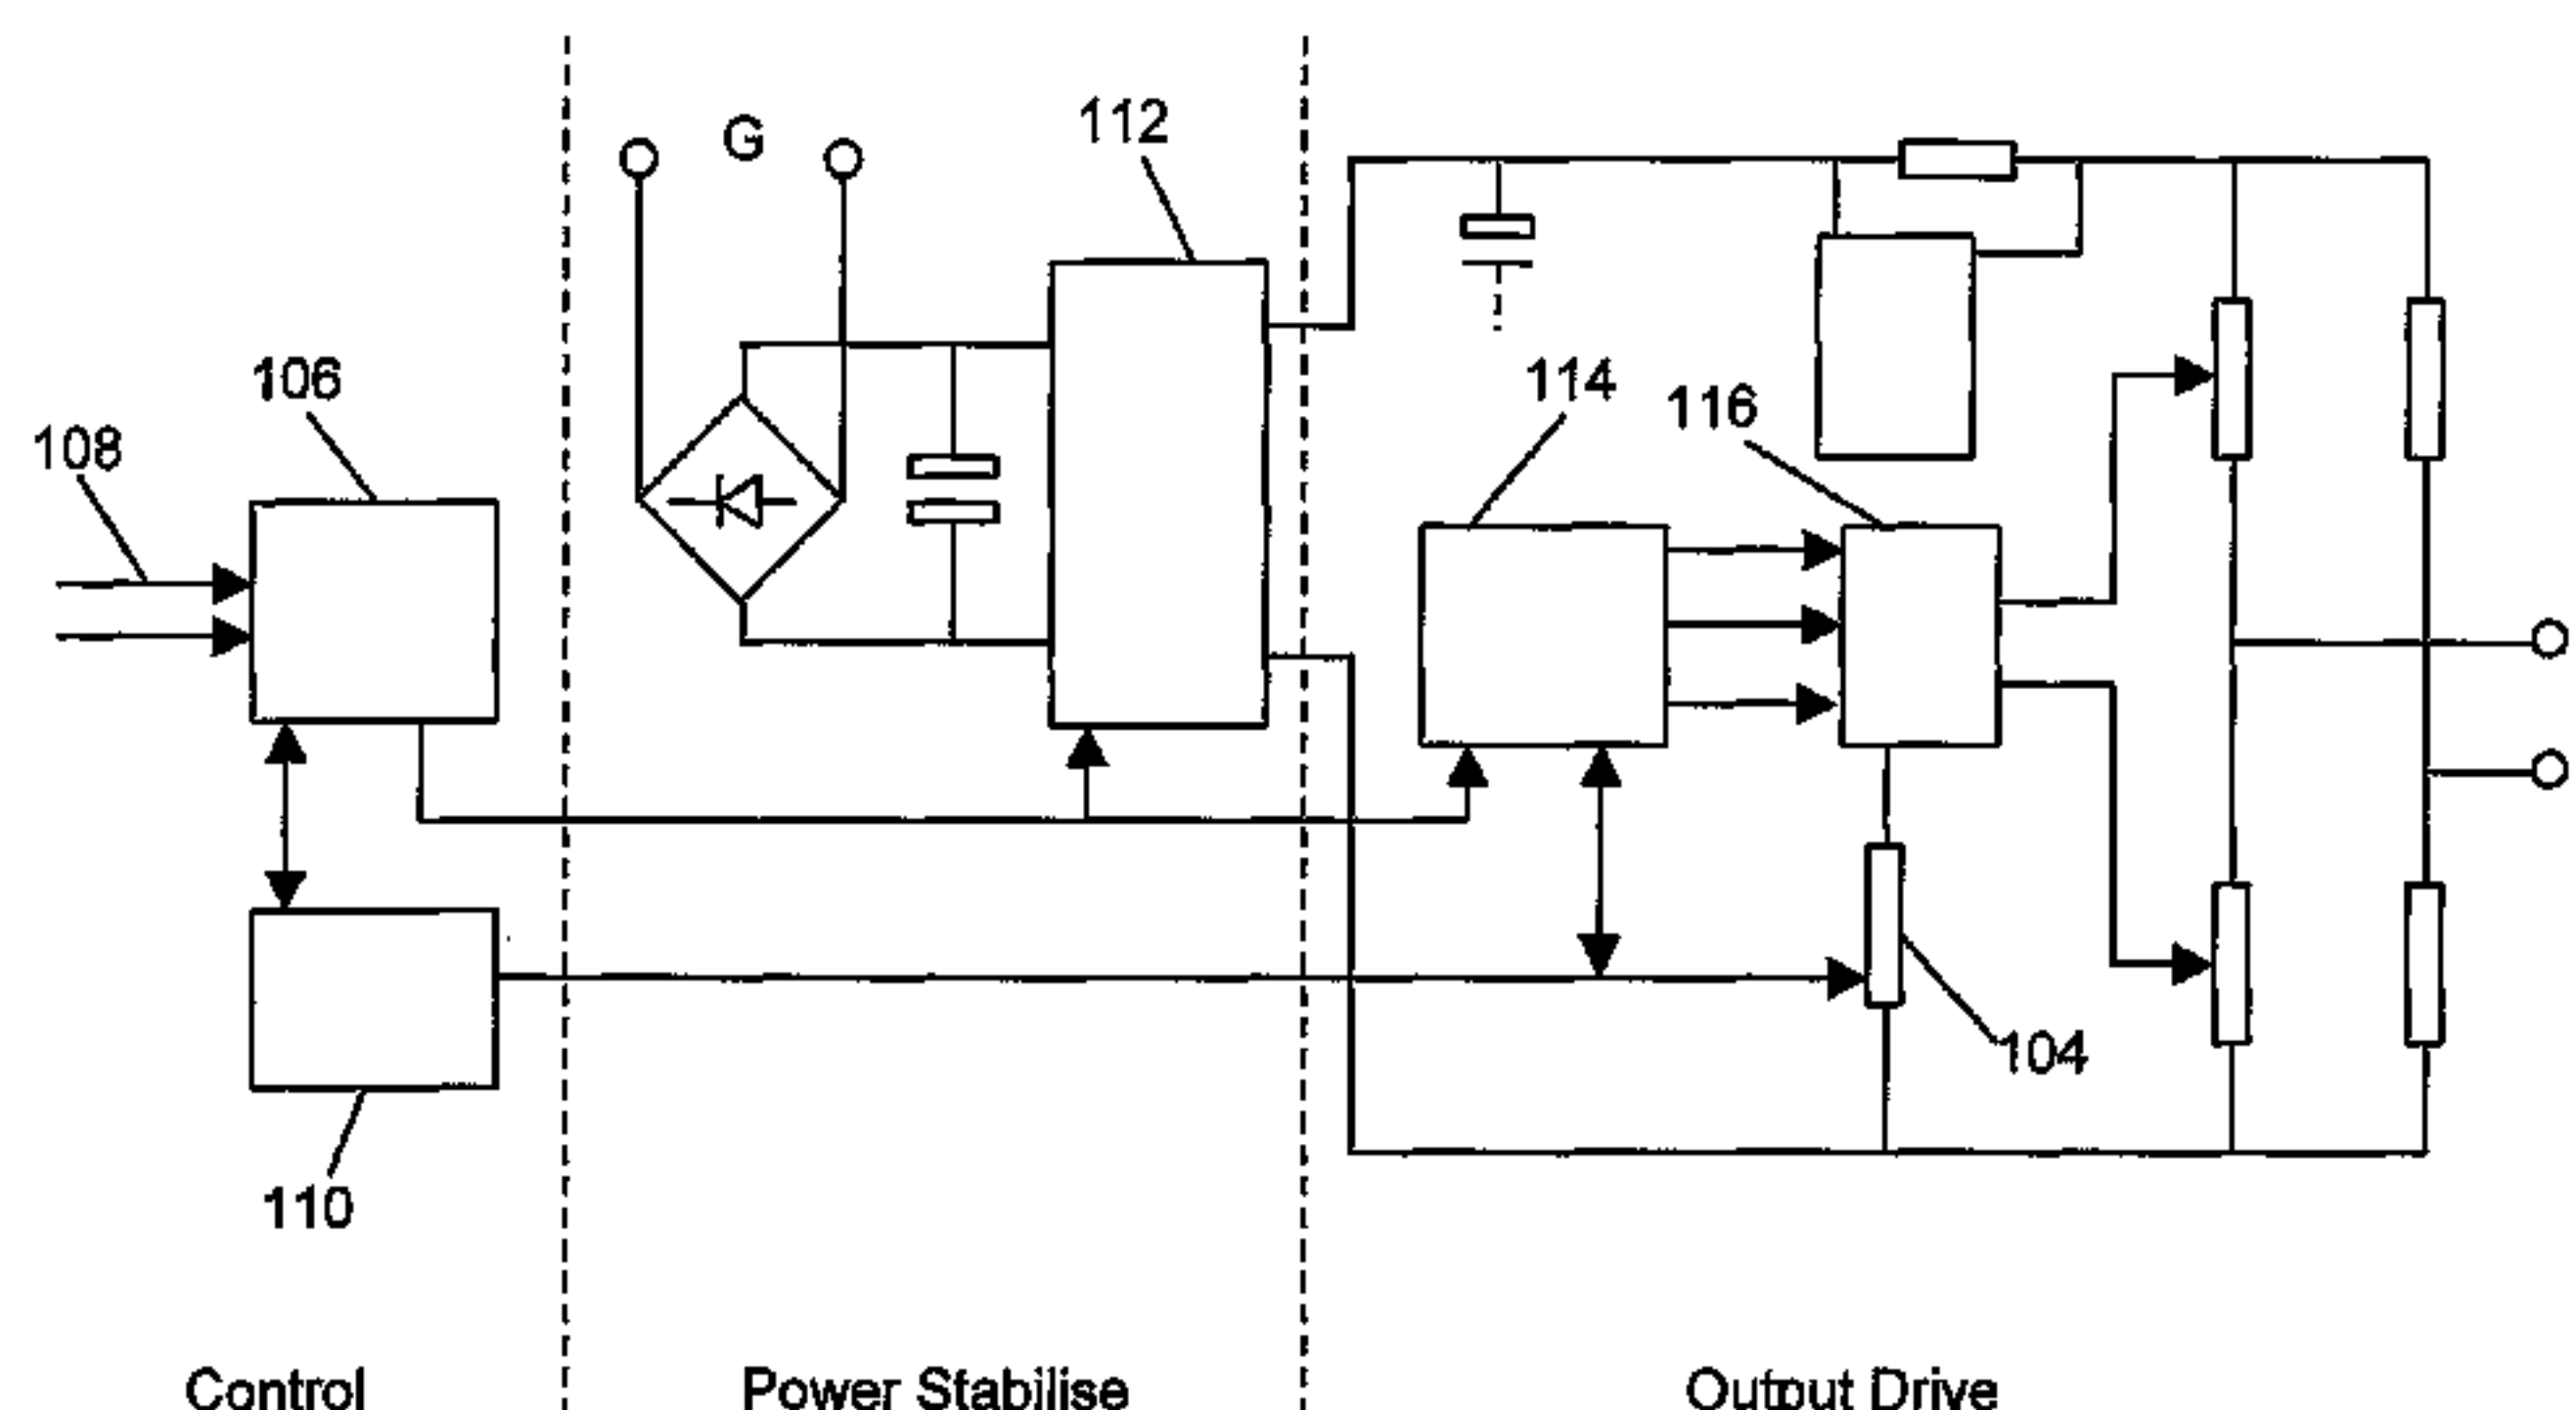 G
112
106
108
114
116
104
110
Control
Power Stabilise
Output Drive